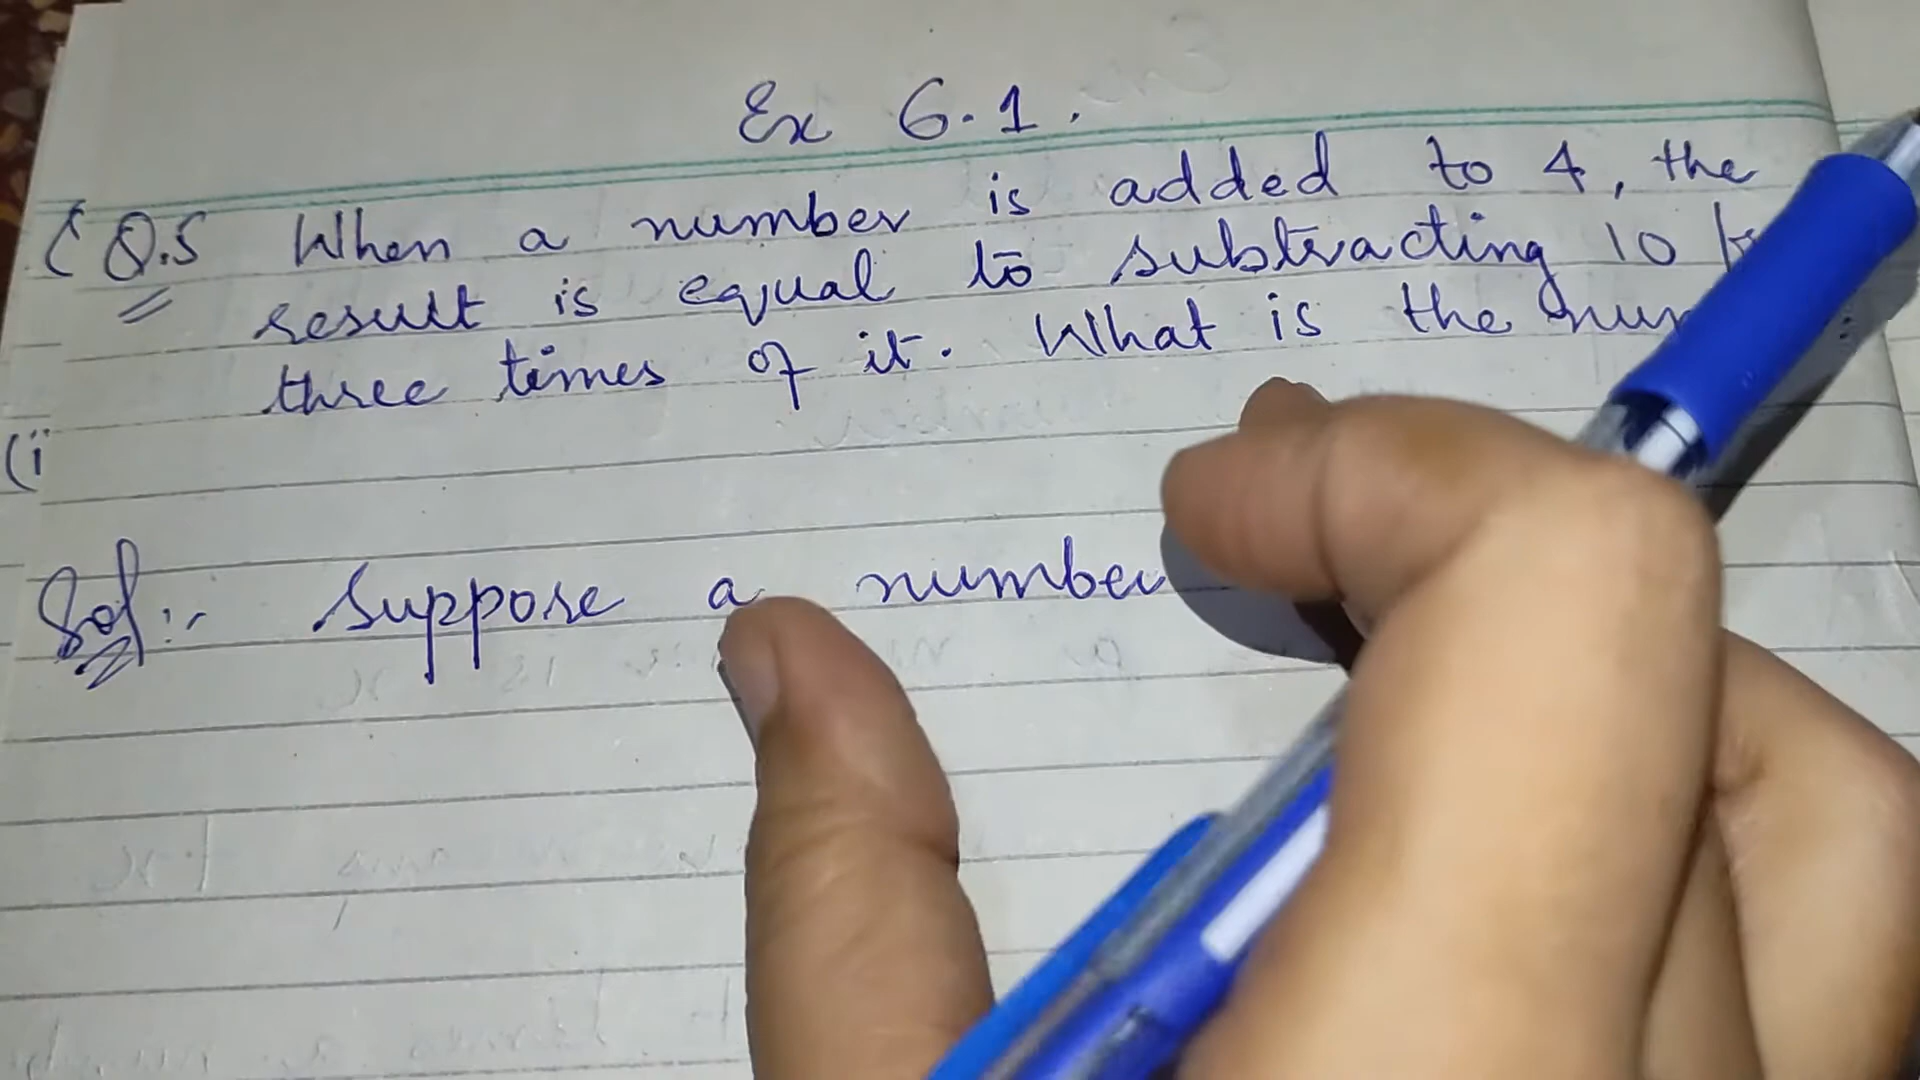 Ex 6.1.
( Q.5 When a number is added to 4, the
result is equal to subtracting 10
three times of it. What is the
(i
Sol:- Suppose a number